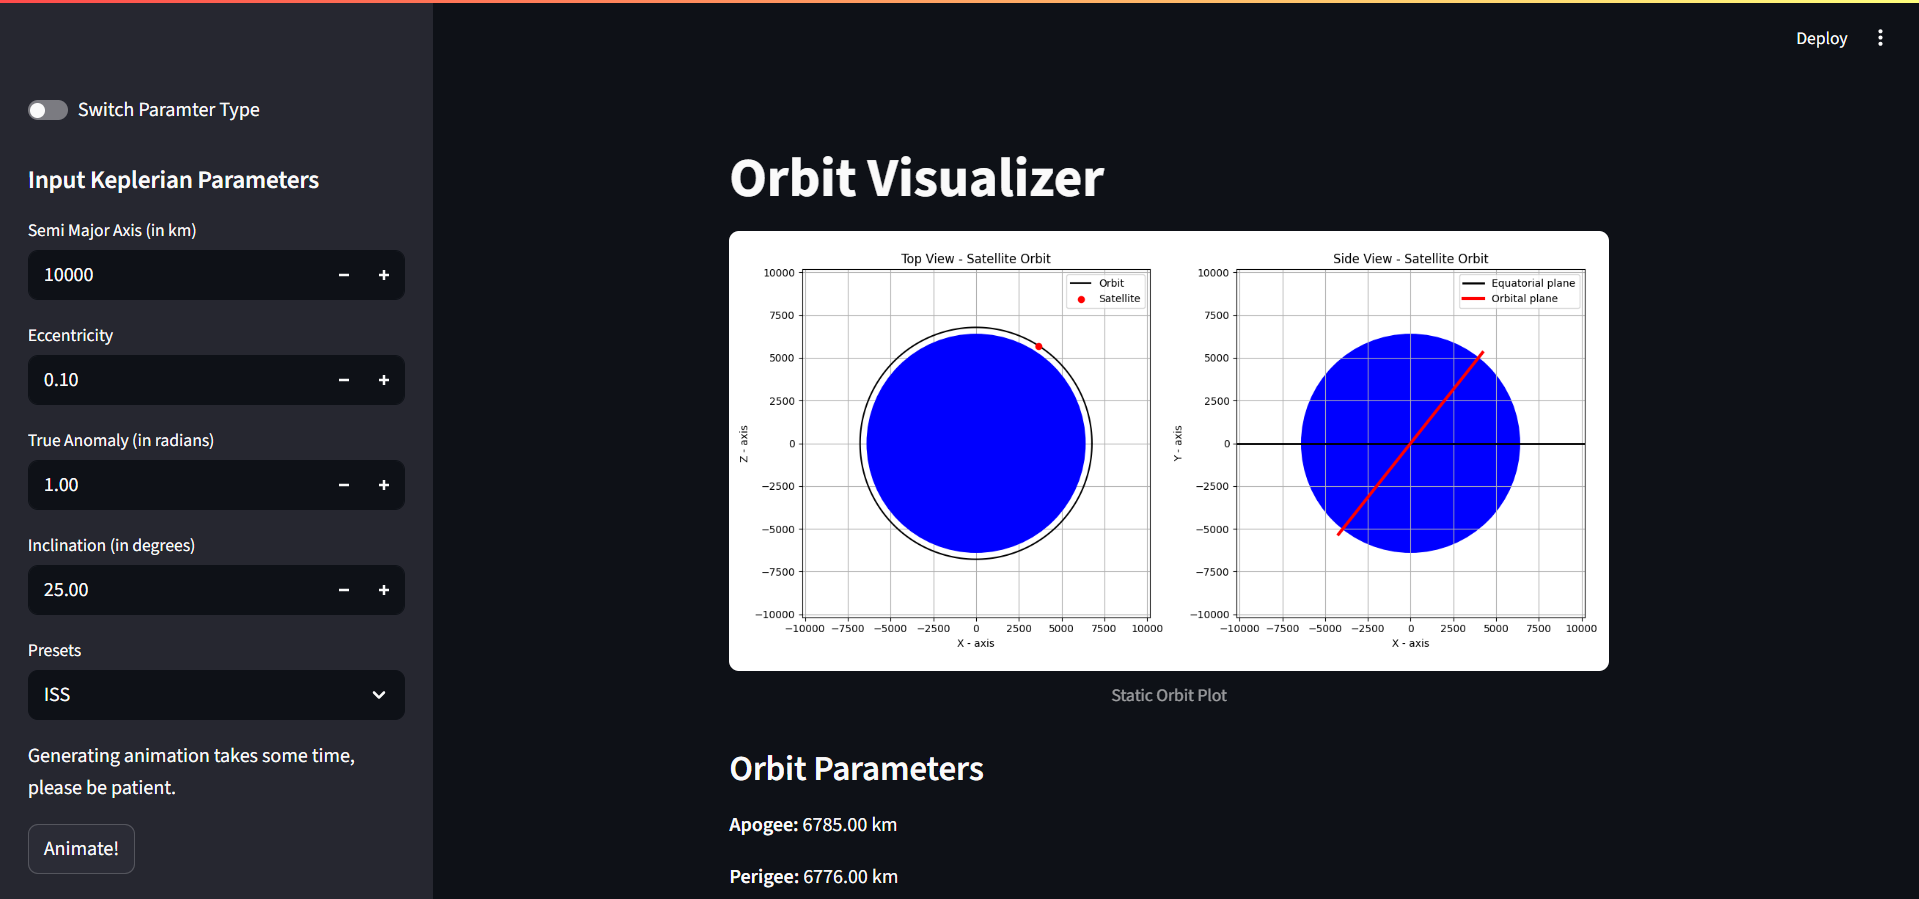 Deploy
Switch Paramter Type
Input Keplerian Parameters
Semi Major Axis (in km)
10000
Eccentricity
0.10
True Anomaly (in radians)
1.00
Inclination (in degrees)
25.00
Presets
ISS
Generating animation takes some time,
please be patient.
Animate!
Orbit Visualizer
Top View - Satellite Orbit
Orbit
Satellite
10000
7500
5000
2500
0
−2500
−5000
−7500
−10000
Z - axis
−10000 −7500 −5000 −2500 0 2500 5000 7500 10000
X - axis
Side View - Satellite Orbit
Equatorial plane
Orbital plane
10000
7500
5000
2500
0
−2500
−5000
−7500
−10000
Y - axis
−10000 −7500 −5000 −2500 0 2500 5000 7500 10000
X - axis
Static Orbit Plot
Orbit Parameters
Apogee: 6785.00 km
Perigee: 6776.00 km